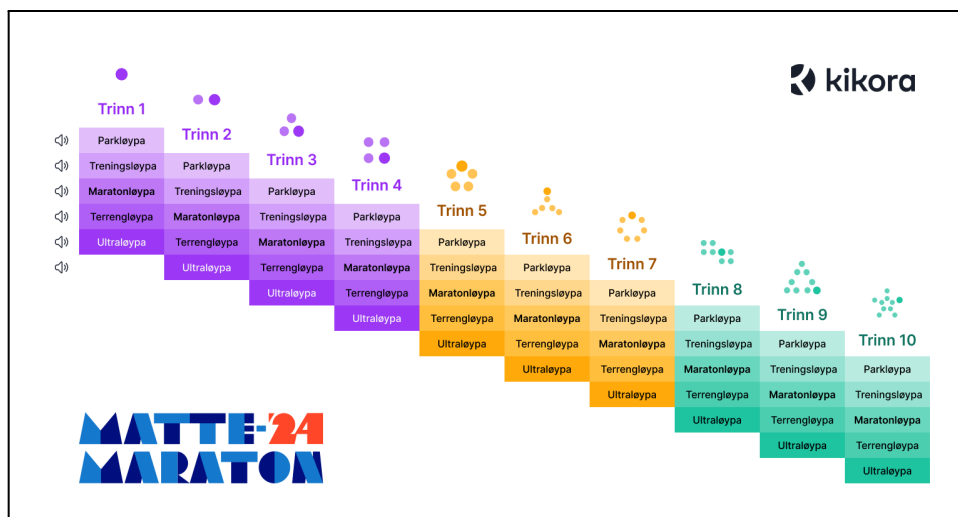 kikora
Trinn 1
Parkløypa
Treningsløypa
Maratonløypa
Terrengløypa
Ultraløypa
Trinn 2
Parkløypa
Treningsløypa
Maratonløypa
Terrengløypa
Ultraløypa
Trinn 3
Parkløypa
Treningsløypa
Maratonløypa
Terrengløypa
Ultraløypa
Trinn 4
Parkløypa
Treningsløypa
Maratonløypa
Terrengløypa
Ultraløypa
Trinn 5
Parkløypa
Treningsløypa
Maratonløypa
Terrengløypa
Ultraløypa
Trinn 6
Parkløypa
Treningsløypa
Maratonløypa
Terrengløypa
Ultraløypa
Trinn 7
Parkløypa
Treningsløypa
Maratonløypa
Terrengløypa
Ultraløypa
Trinn 8
Parkløypa
Treningsløypa
Maratonløypa
Terrengløypa
Ultraløypa
Trinn 9
Parkløypa
Treningsløypa
Maratonløypa
Terrengløypa
Ultraløypa
Trinn 10
Parkløypa
Treningsløypa
Maratonløypa
Terrengløypa
Ultraløypa
MATTE-'24
MARATON